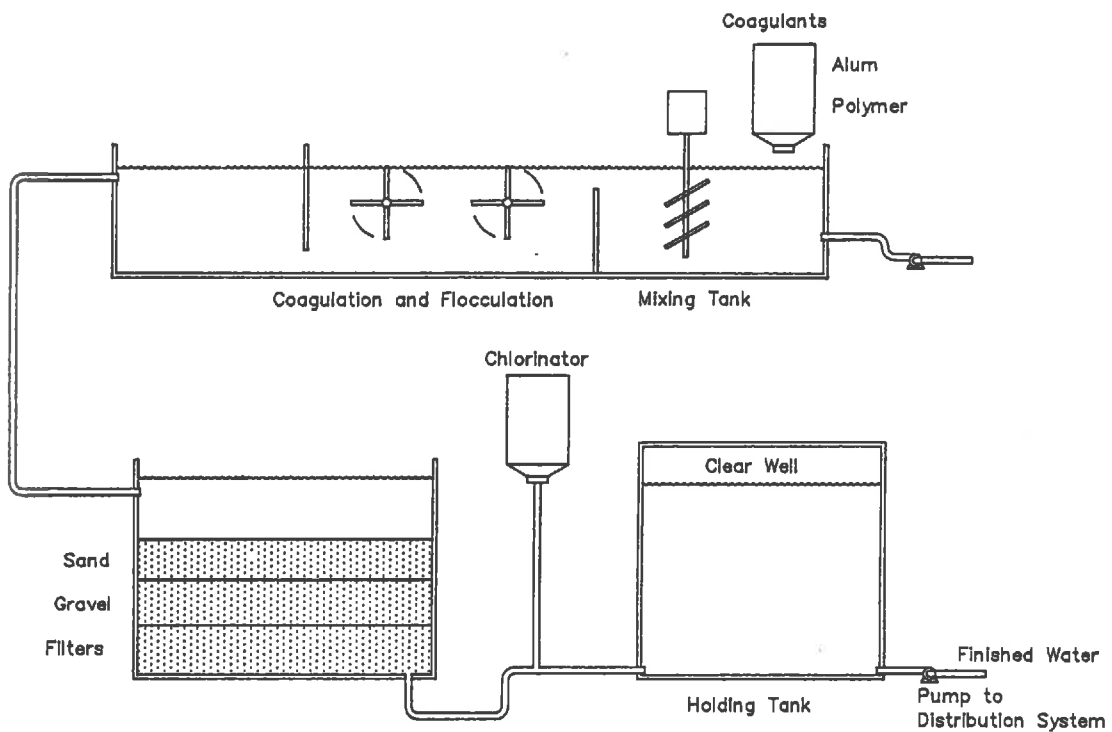 Coagulants
Alum
Polymer
Coagulation and Flocculation
Mixing Tank
Chlorinator
Clear Well
Sand
Gravel
Filters
Finished Water
Holding Tank
Pump to
Distribution System